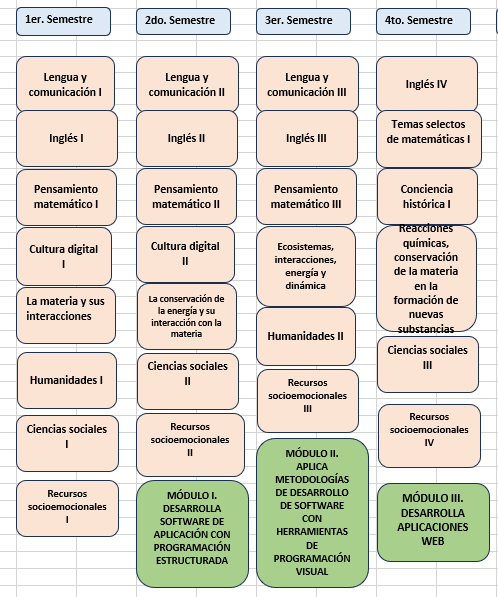 1er. Semestre
Lengua y
comunicación I
Inglés I
Pensamiento
matemático I
Cultura digital
I
La materia y sus
interacciones
Humanidades I
Ciencias sociales
I
Recursos
socioemocionales
I
2do. Semestre
Lengua y
comunicación II
Inglés II
Pensamiento
matemático II
Cultura digital
II
La conservación de
la energía y su
interacción con la
materia
Ciencias sociales
II
Recursos
socioemocionales
II
MÓDULO I.
DESARROLLA
SOFTWARE DE
APLICACIÓN CON
PROGRAMACIÓN
ESTRUCTURADA
3er. Semestre
Lengua y
comunicación III
Inglés III
Pensamiento
matemático III
Ecosistemas,
interacciones,
energía y
dinámica
Humanidades II
Recursos
socioemocionales
III
MÓDULO II.
APLICA
METODOLOGÍAS
DE DESARROLLO
DE SOFTWARE
CON
HERRAMIENTAS
DE
PROGRAMACIÓN
VISUAL
4to. Semestre
Inglés IV
Temas selectos
de matemáticas I
Conciencia
histórica I
Reacciones
químicas,
conservación
de la materia
en la
formación de
nuevas
substancias
Ciencias sociales
III
Recursos
socioemocionales
IV
MÓDULO III.
DESARROLLA
APLICACIONES
WEB